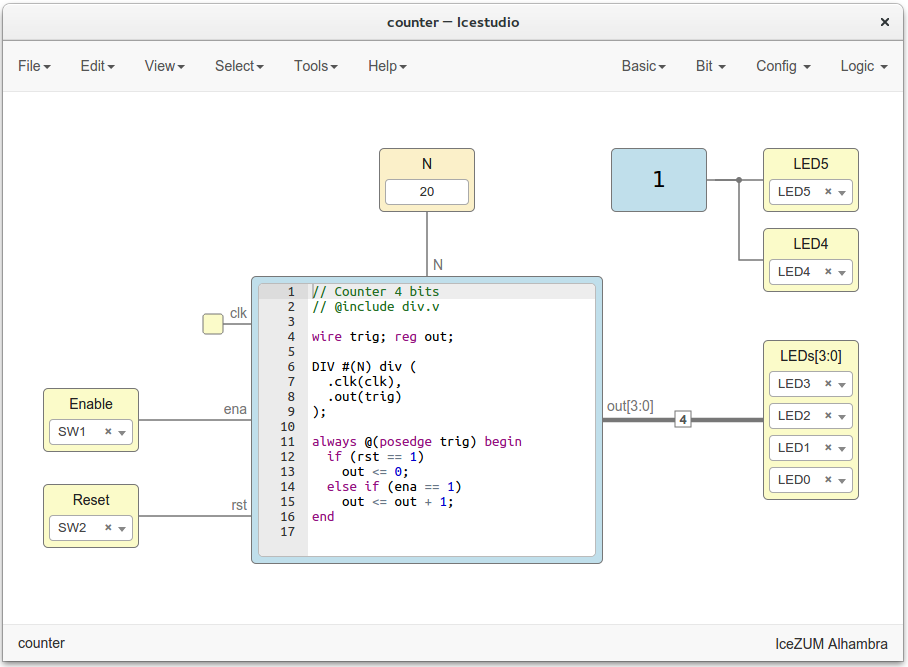 counter – Icestudio ×
File Edit View Select Tools Help Basic Bit Config Logic
N
20
N
1
LED5
LED5 ×
LED4
LED4 ×
clk
Enable
SW1 ×
ena
Reset
SW2 ×
rst
1 // Counter 4 bits
2 // @include div.v
3
4 wire trig; reg out;
5
6 DIV #(N) div (
7   .clk(clk),
8   .out(trig)
9 );
10
11 always @(posedge trig) begin
12   if (rst == 1)
13     out <= 0;
14   else if (ena == 1)
15     out <= out + 1;
16 end
17
out[3:0]
4
LEDs[3:0]
LED3 ×
LED2 ×
LED1 ×
LED0 ×
counter IceZUM Alhambra